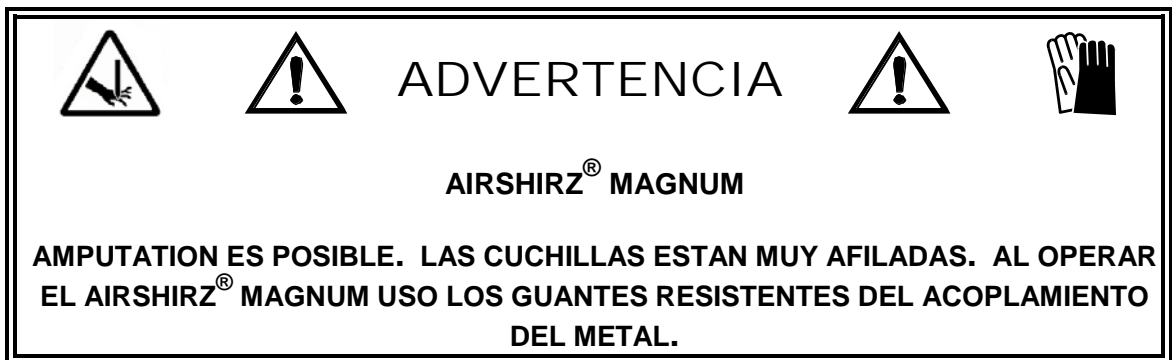 ADVERTENCIA
AIRSHIRZ® MAGNUM
AMPUTATION ES POSIBLE. LAS CUCHILLAS ESTAN MUY AFILADAS. AL OPERAR
EL AIRSHIRZ® MAGNUM USO LOS GUANTES RESISTENTES DEL ACOPLAMIENTO
DEL METAL.